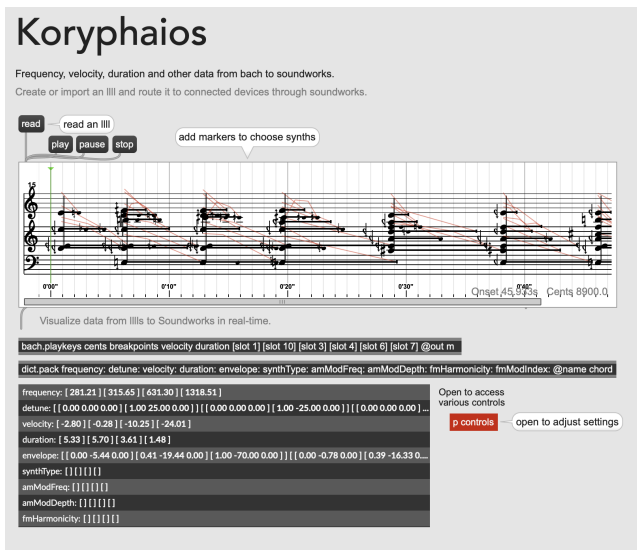 Koryphaios
Frequency, velocity, duration and other data from bach to soundworks.
Create or import an llll and route it to connected devices through soundworks.
read
read an llll
play pause stop
add markers to choose synths
15
0'00" 0'10" 0'20" 0'30" 0'40"
Onset 45,933s Cents 8900.0
Visualize data from lllls to Soundworks in real-time.
bach.playkeys cents breakpoints velocity duration [slot 1] [slot 10] [slot 3] [slot 4] [slot 6] [slot 7] @out m
dict.pack frequency: detune: velocity: duration: envelope: synthType: amModFreq: amModDepth: fmHarmonicity: fmModIndex: @name chord
frequency: [ 281.21 ] [ 315.65 ] [ 631.30 ] [ 1318.51 ]
detune: [ [ 0.00 0.00 0.00 ] [ 1.00 25.00 0.00 ] ] [ [ 0.00 0.00 0.00 ] [ 1.00 -25.00 0.00 ] ] [ [ 0.00 0.00 0.00 ] ...
velocity: [ -2.80 ] [ -0.28 ] [ -10.25 ] [ -24.01 ]
duration: [ 5.33 ] [ 5.70 ] [ 3.61 ] [ 1.48 ]
envelope: [ [ 0.00 -5.44 0.00 ] [ 0.41 -19.44 0.00 ] [ 1.00 -70.00 0.00 ] ] [ [ 0.00 -0.78 0.00 ] [ 0.39 -16.33 0....
synthType: [ ] [ ] [ ] [ ]
amModFreq: [ ] [ ] [ ] [ ]
amModDepth: [ ] [ ] [ ] [ ]
fmHarmonicity: [ ] [ ] [ ] [ ]
Open to access
various controls
p controls
open to adjust settings